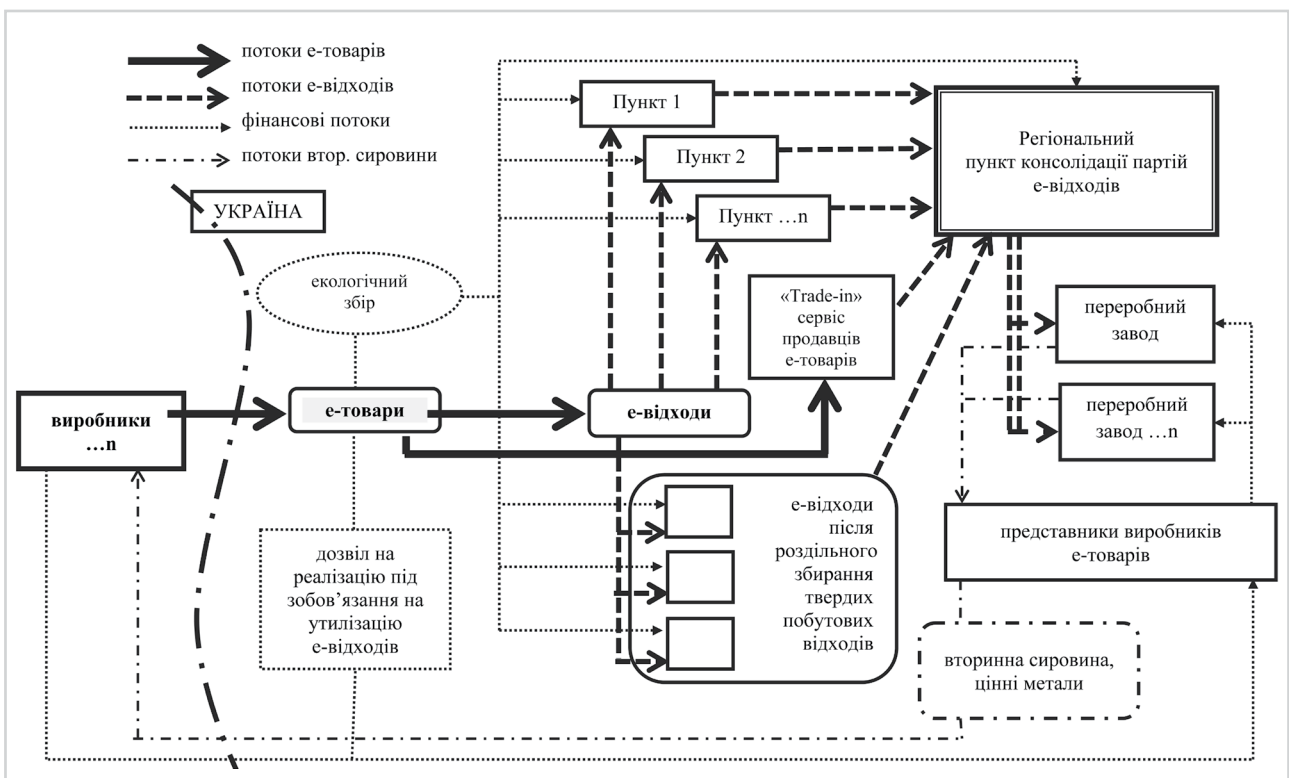 потоки е-товарів
потоки е-відходів
фінансові потоки
потоки втор. сировини
УКРАЇНА
Пункт 1
Пункт 2
Пункт …n
Регіональний
пункт консолідації партій
е-відходів
екологічний
збір
«Trade-in»
сервіс
продавців
е-товарів
переробний
завод
переробний
завод …n
виробники
…n
е-товари
е-відходи
дозвіл на
реалізацію під
зобов’язання на
утилізацію
е-відходів
е-відходи
після
роздільного
збирання
твердих
побутових
відходів
представники виробників
е-товарів
вторинна сировина,
цінні метали